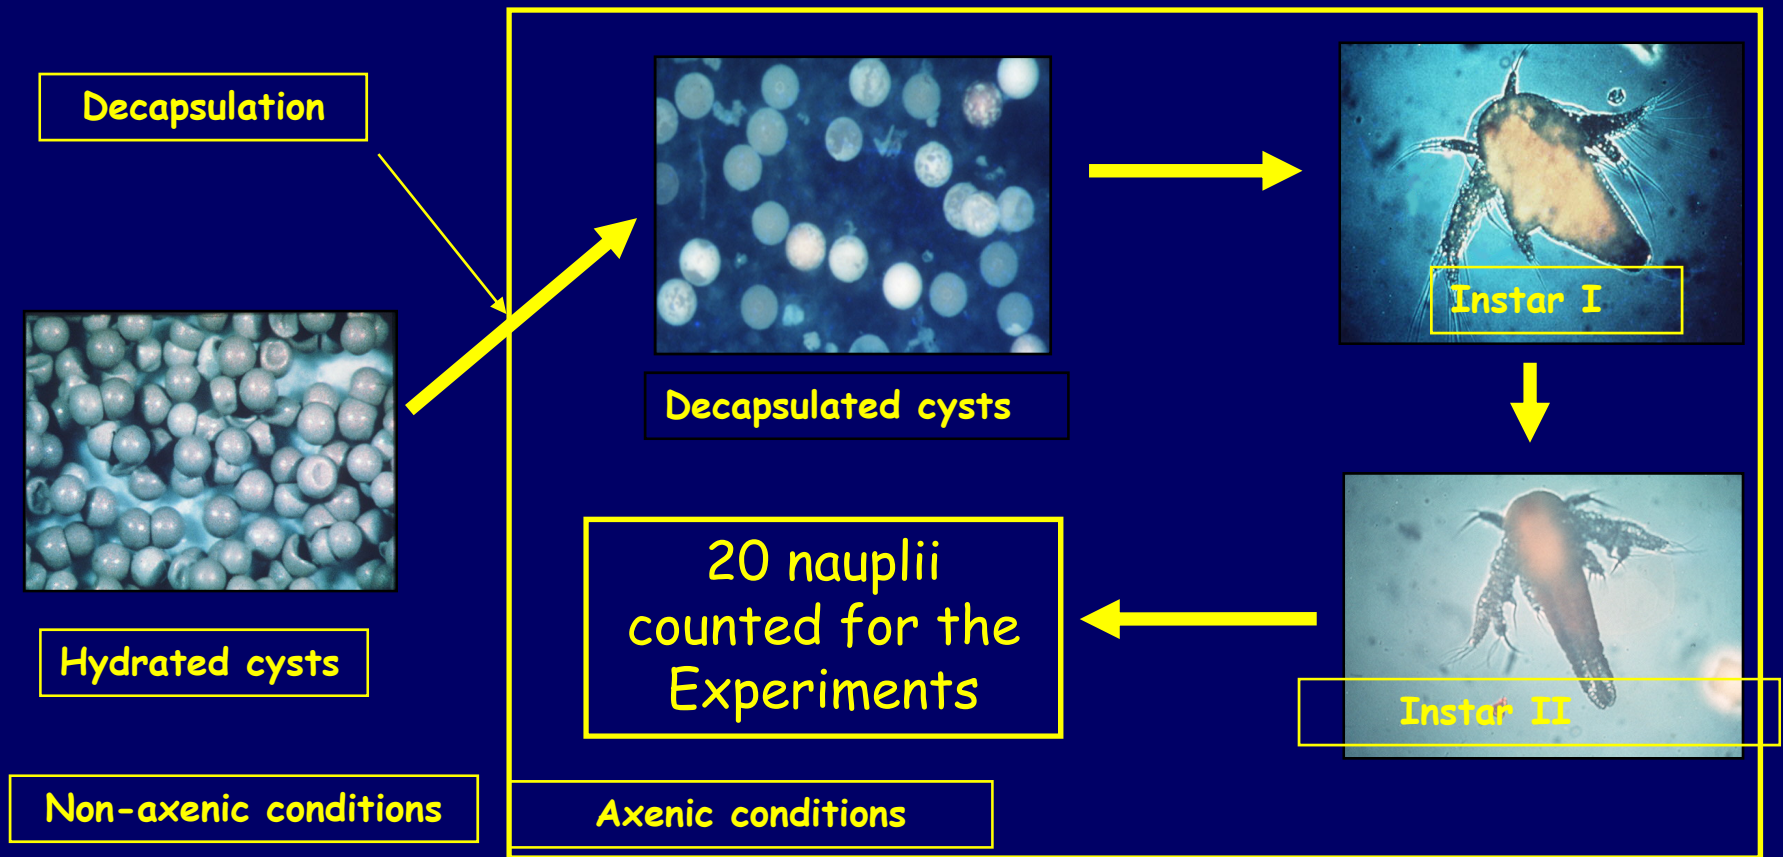 Decapsulation
Hydrated cysts
Non-axenic conditions
Decapsulated cysts
Instar I
Instar II
20 nauplii
counted for the
Experiments
Axenic conditions